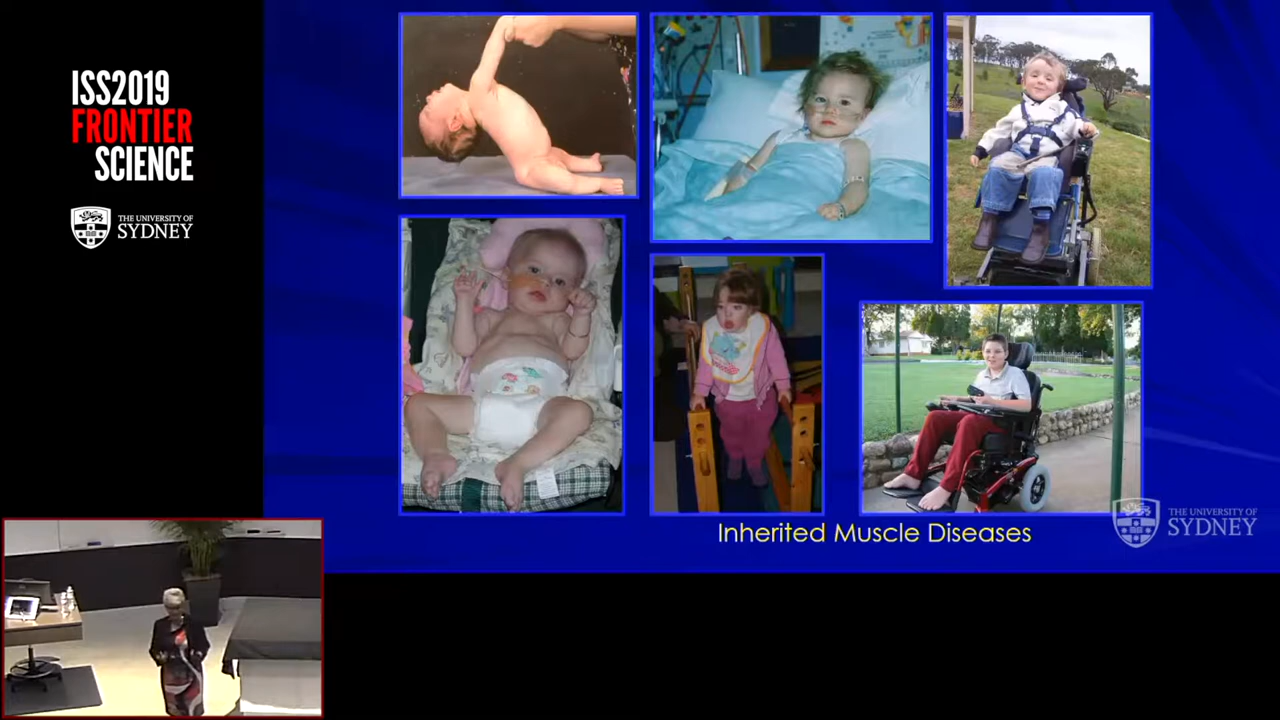 ISS2019
FRONTIER
SCIENCE
THE UNIVERSITY OF
SYDNEY
Inherited Muscle Diseases
THE UNIVERSITY OF
SYDNEY